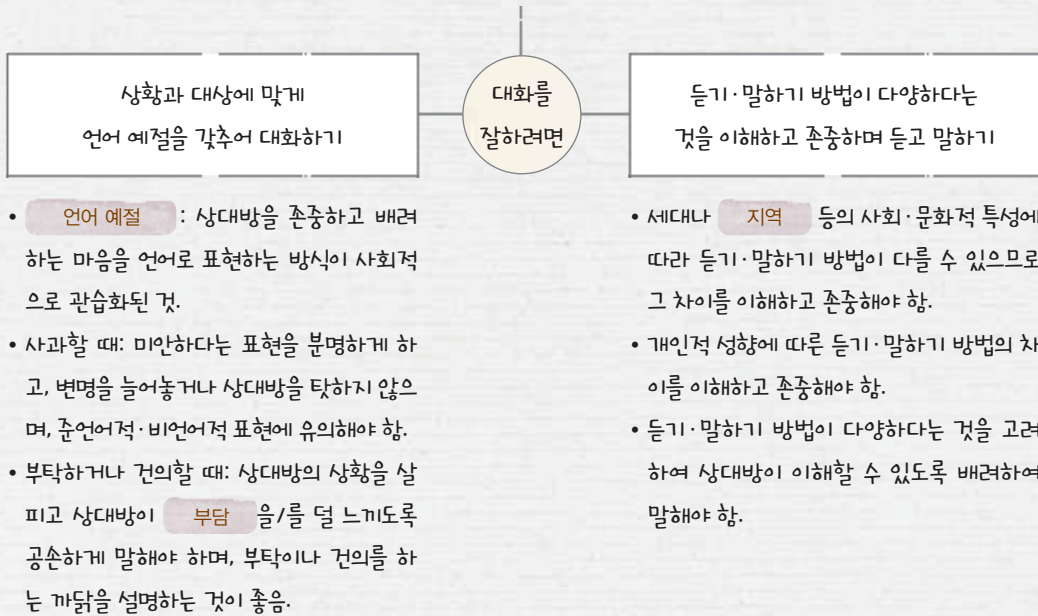 상황과 대상에 맞게
언어 예절을 갖추어 대화하기
대화를
잘하려면
듣기·말하기 방법이 다양하다는
것을 이해하고 존중하며 듣고 말하기
• 언어 예절 : 상대방을 존중하고 배려
하는 마음을 언어로 표현하는 방식이 사회적
으로 관습화된 것.
• 사과할 때: 미안하다는 표현을 분명하게 하
고, 변명을 늘어놓거나 상대방을 탓하지 않으
며, 준언어적·비언어적 표현에 유의해야 함.
• 부탁하거나 건의할 때: 상대방의 상황을 살
피고 상대방이 부담 을/를 덜 느끼도록
공손하게 말해야 하며, 부탁이나 건의를 하
는 까닭을 설명하는 것이 좋음.
• 세대나 지역 등의 사회·문화적 특성에
따라 듣기·말하기 방법이 다를 수 있으므로
그 차이를 이해하고 존중해야 함.
• 개인적 성향에 따른 듣기·말하기 방법의 차
이를 이해하고 존중해야 함.
• 듣기·말하기 방법이 다양하다는 것을 고려
하여 상대방이 이해할 수 있도록 배려하여
말해야 함.